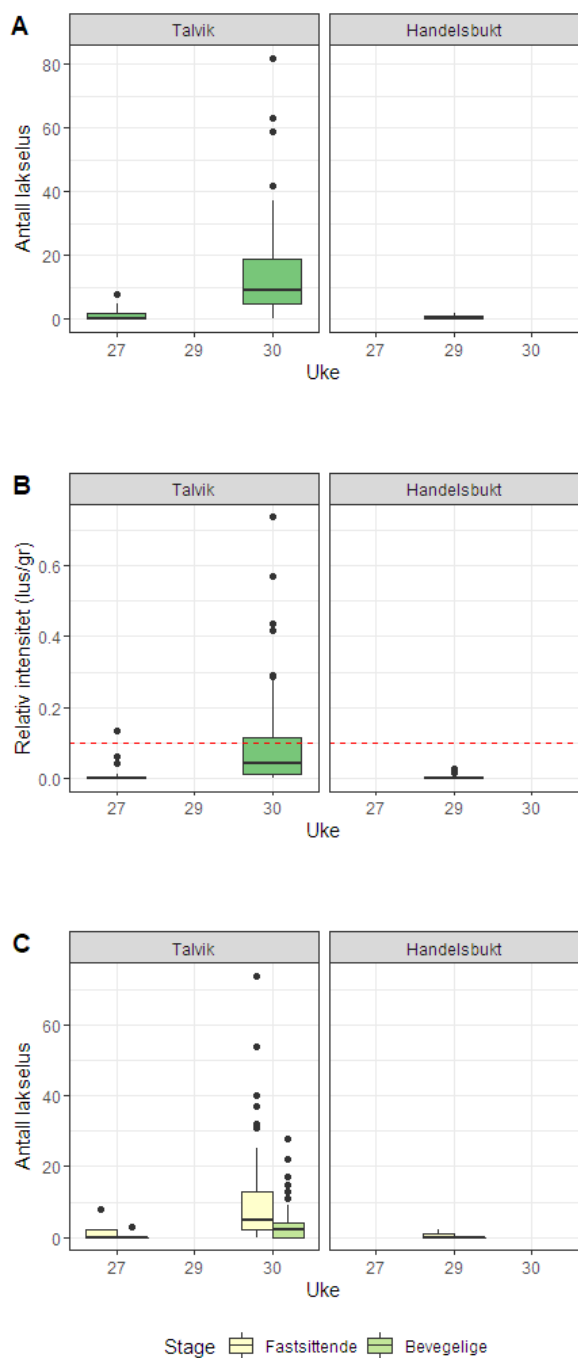 A
Talvik
Handelsbukt
Antall lakselus
80
60
40
20
0
27 29 30 27 29 30
Uke
B
Talvik
Handelsbukt
Relativ intensitet (lus/gr)
0.6
0.4
0.2
0.0
27 29 30 27 29 30
Uke
C
Talvik
Handelsbukt
Antall lakselus
60
40
20
0
27 29 30 27 29 30
Uke
Stage Fastsittende Bevegelige